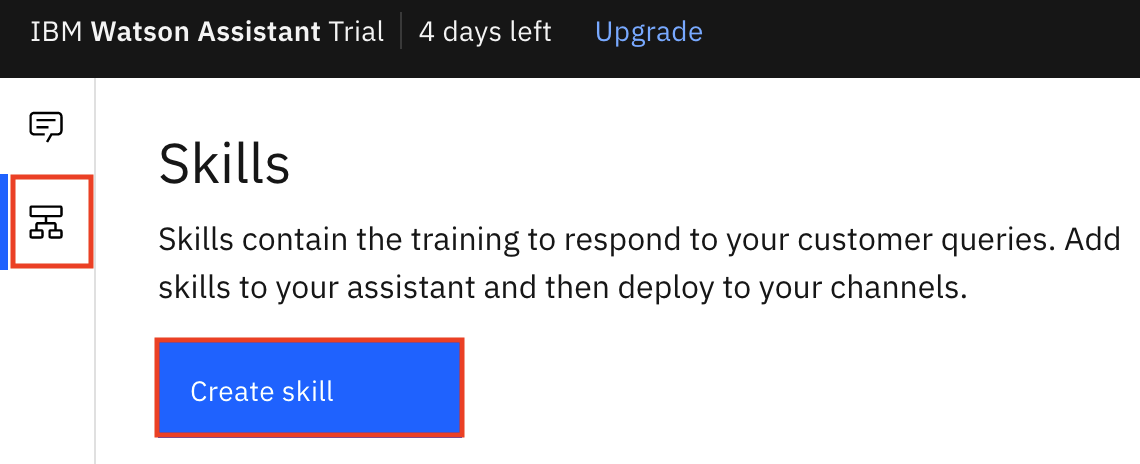 IBM Watson Assistant Trial 4 days left Upgrade
Skills
Skills contain the training to respond to your customer queries. Add
skills to your assistant and then deploy to your channels.
Create skill